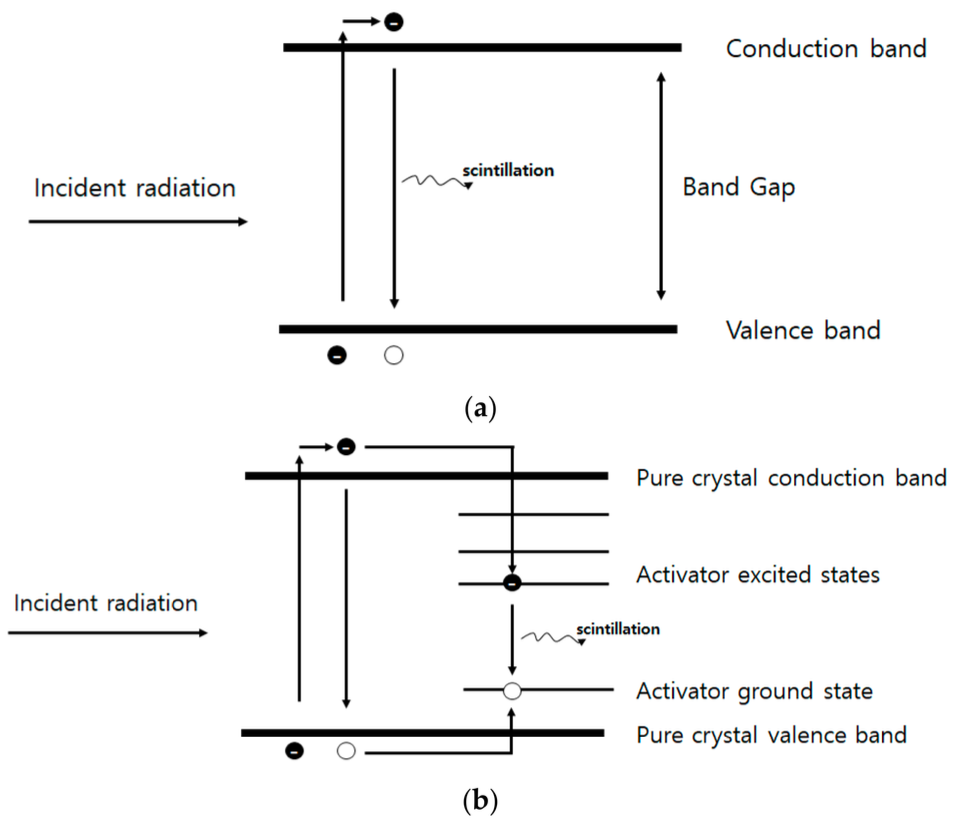 Conduction band
scintillation
Incident radiation
Band Gap
Valence band
(a)
Pure crystal conduction band
Activator excited states
Incident radiation
scintillation
Activator ground state
Pure crystal valence band
(b)